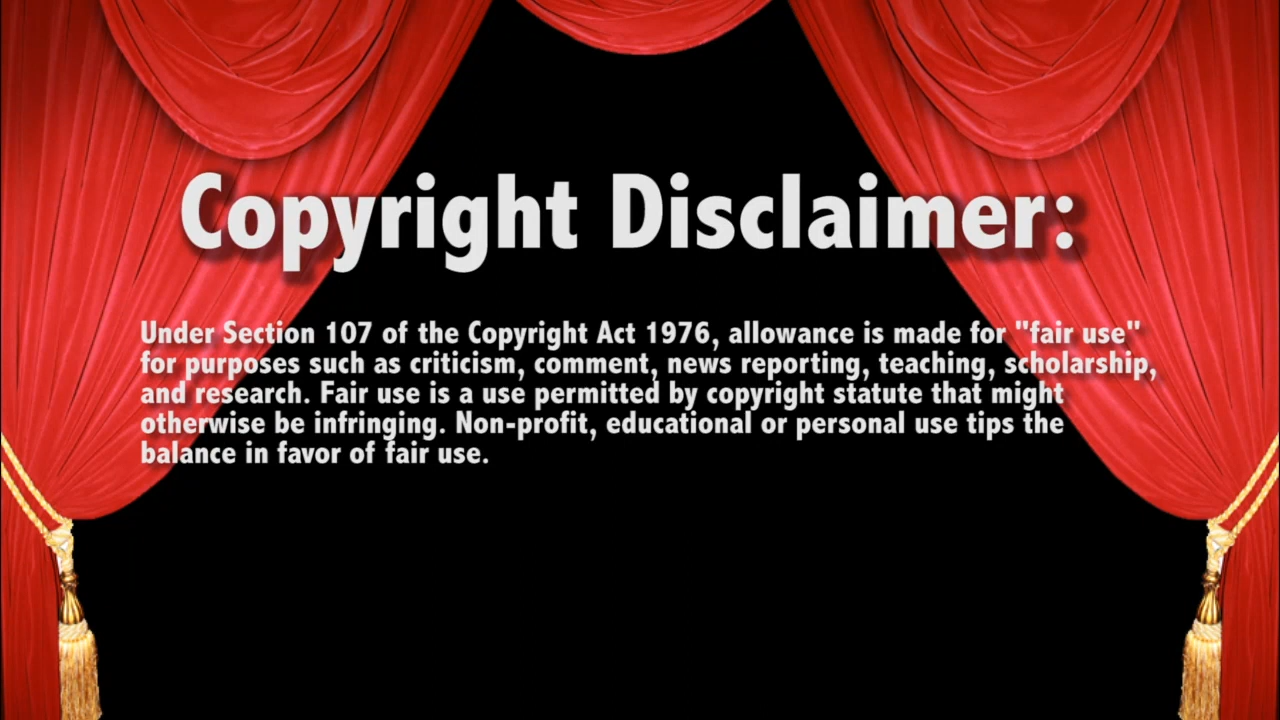 Copyright Disclaimer:
Under Section 107 of the Copyright Act 1976, allowance is made for "fair use"
for purposes such as criticism, comment, news reporting, teaching, scholarship,
and research. Fair use is a use permitted by copyright statute that might
otherwise be infringing. Non-profit, educational or personal use tips the
balance in favor of fair use.